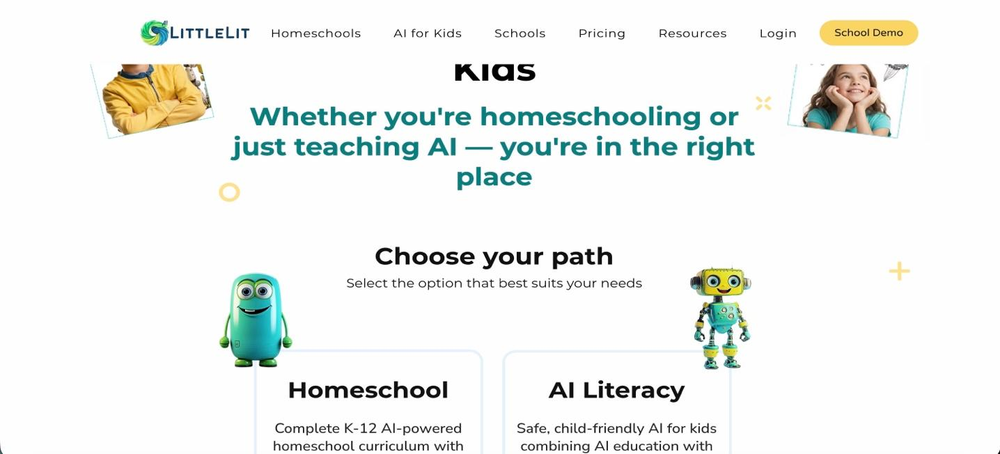 LITTLELIT
Homeschools
AI for Kids
Schools
Pricing
Resources
Login
School Demo
Kids
Whether you're homeschooling or
just teaching AI — you're in the right
place
Choose your path
Select the option that best suits your needs
Homeschool
Complete K-12 AI-powered
homeschool curriculum with
AI Literacy
Safe, child-friendly AI for kids
combining AI education with